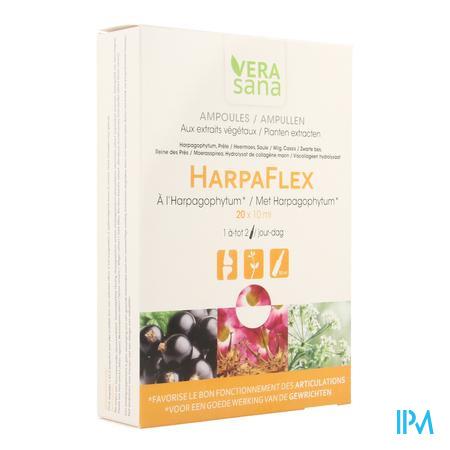 VERA
sana
AMPOULES / AMPULLEN
Aux extraits végétaux / Planten extracten
Harpagophytum, Prêle / Heermoes, Saule / Wilg, Cassis / Zwarte bes,
Reine des Prés / Moerasspirea, Hydrolysat de collagène marin / Viscollageen hydrolysaat
HARPAFLEX
À l'Harpagophytum* / Met Harpagophytum*
20 x 10 ml
1 à-tot 2 / jour-dag
*FAVORISE LE BON FONCTIONNEMENT DES ARTICULATIONS
*VOOR EEN GOEDE WERKING VAN DE GEWRICHTEN
IPM